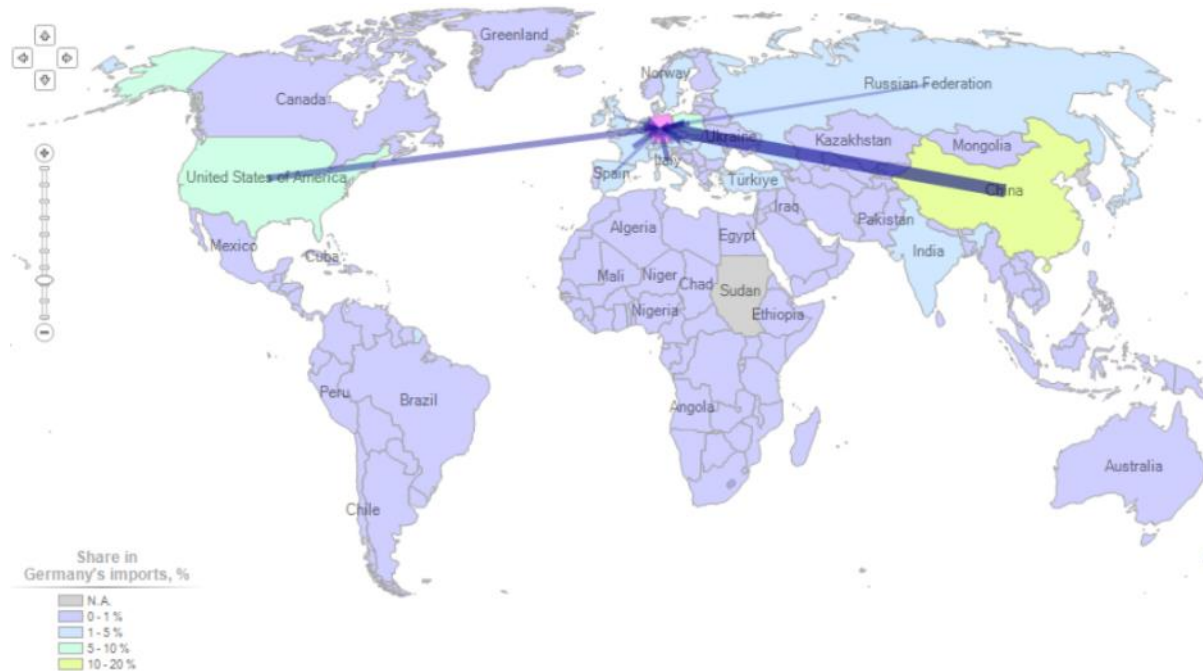 Greenland
Norway
Russian Federation
Canada
Ukraine
Kazakhstan
Mongolia
Italy
Spain
Türkiye
United States of America
China
Iraq
Pakistan
Algeria
Egypt
India
Mexico
Cuba
Mali
Niger
Chad
Sudan
Nigeria
Ethiopia
Peru
Brazil
Angola
Australia
Chile
Share in
Germany's imports, %
N.A.
0 - 1 %
1 - 5 %
5 - 10 %
10 - 20 %